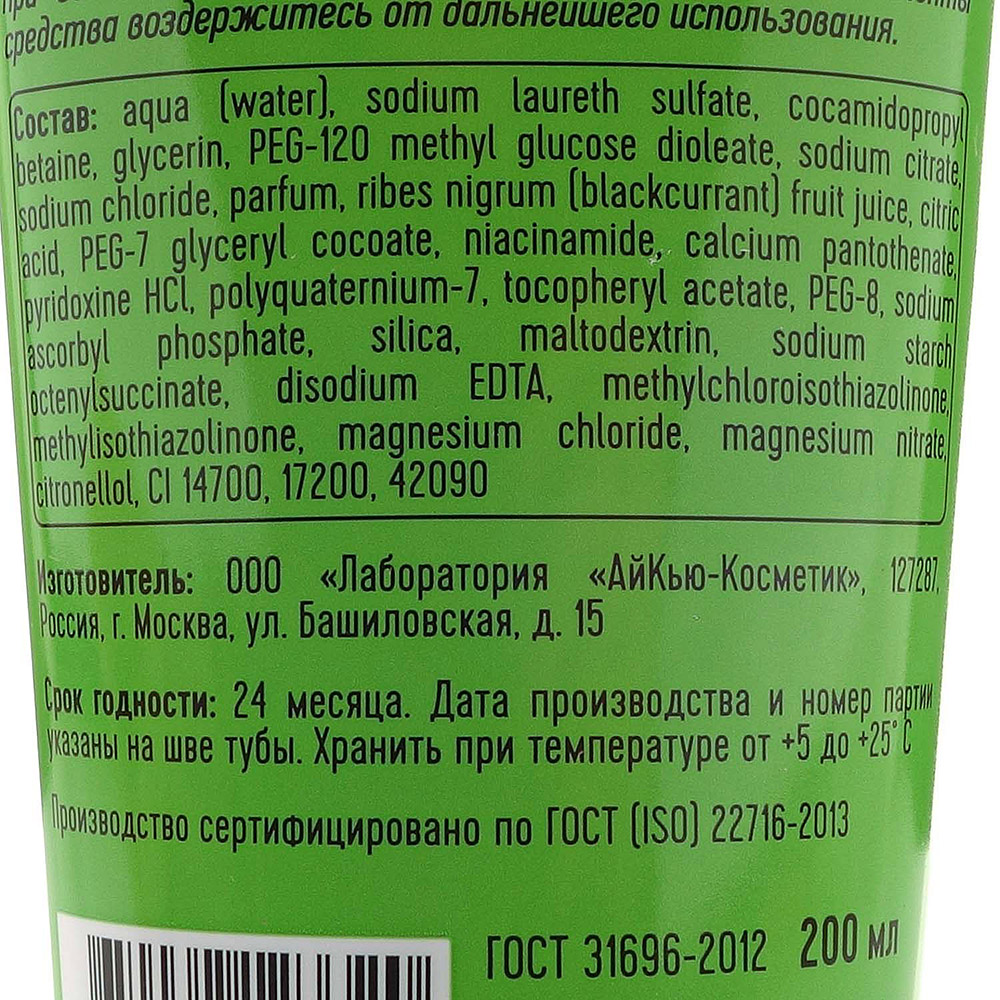 средства воздержитесь от дальнейшего использования.
Состав: aqua (water), sodium laureth sulfate, cocamidopropyl
betaine, glycerin, PEG-120 methyl glucose dioleate, sodium citrate,
sodium chloride, parfum, ribes nigrum (blackcurrant) fruit juice, citric
acid, PEG-7 glyceryl cocoate, niacinamide, calcium pantothenate,
pyridoxine HCl, polyquaternium-7, tocopheryl acetate, PEG-8, sodium
ascorbyl phosphate, silica, maltodextrin, sodium starch
octenylsuccinate, disodium EDTA, methylchloroisothiazolinone,
methylisothiazolinone, magnesium chloride, magnesium nitrate,
citronellol, CI 14700, 17200, 42090
Изготовитель: ООО «Лаборатория «АйКью-Косметик», 127287,
Россия, г. Москва, ул. Башиловская, д. 15
Срок годности: 24 месяца. Дата производства и номер партии
указаны на шве тубы. Хранить при температуре от +5 до +25°C
Производство сертифицировано по ГОСТ (ISO) 22716-2013
ГОСТ 31696-2012 200 мл